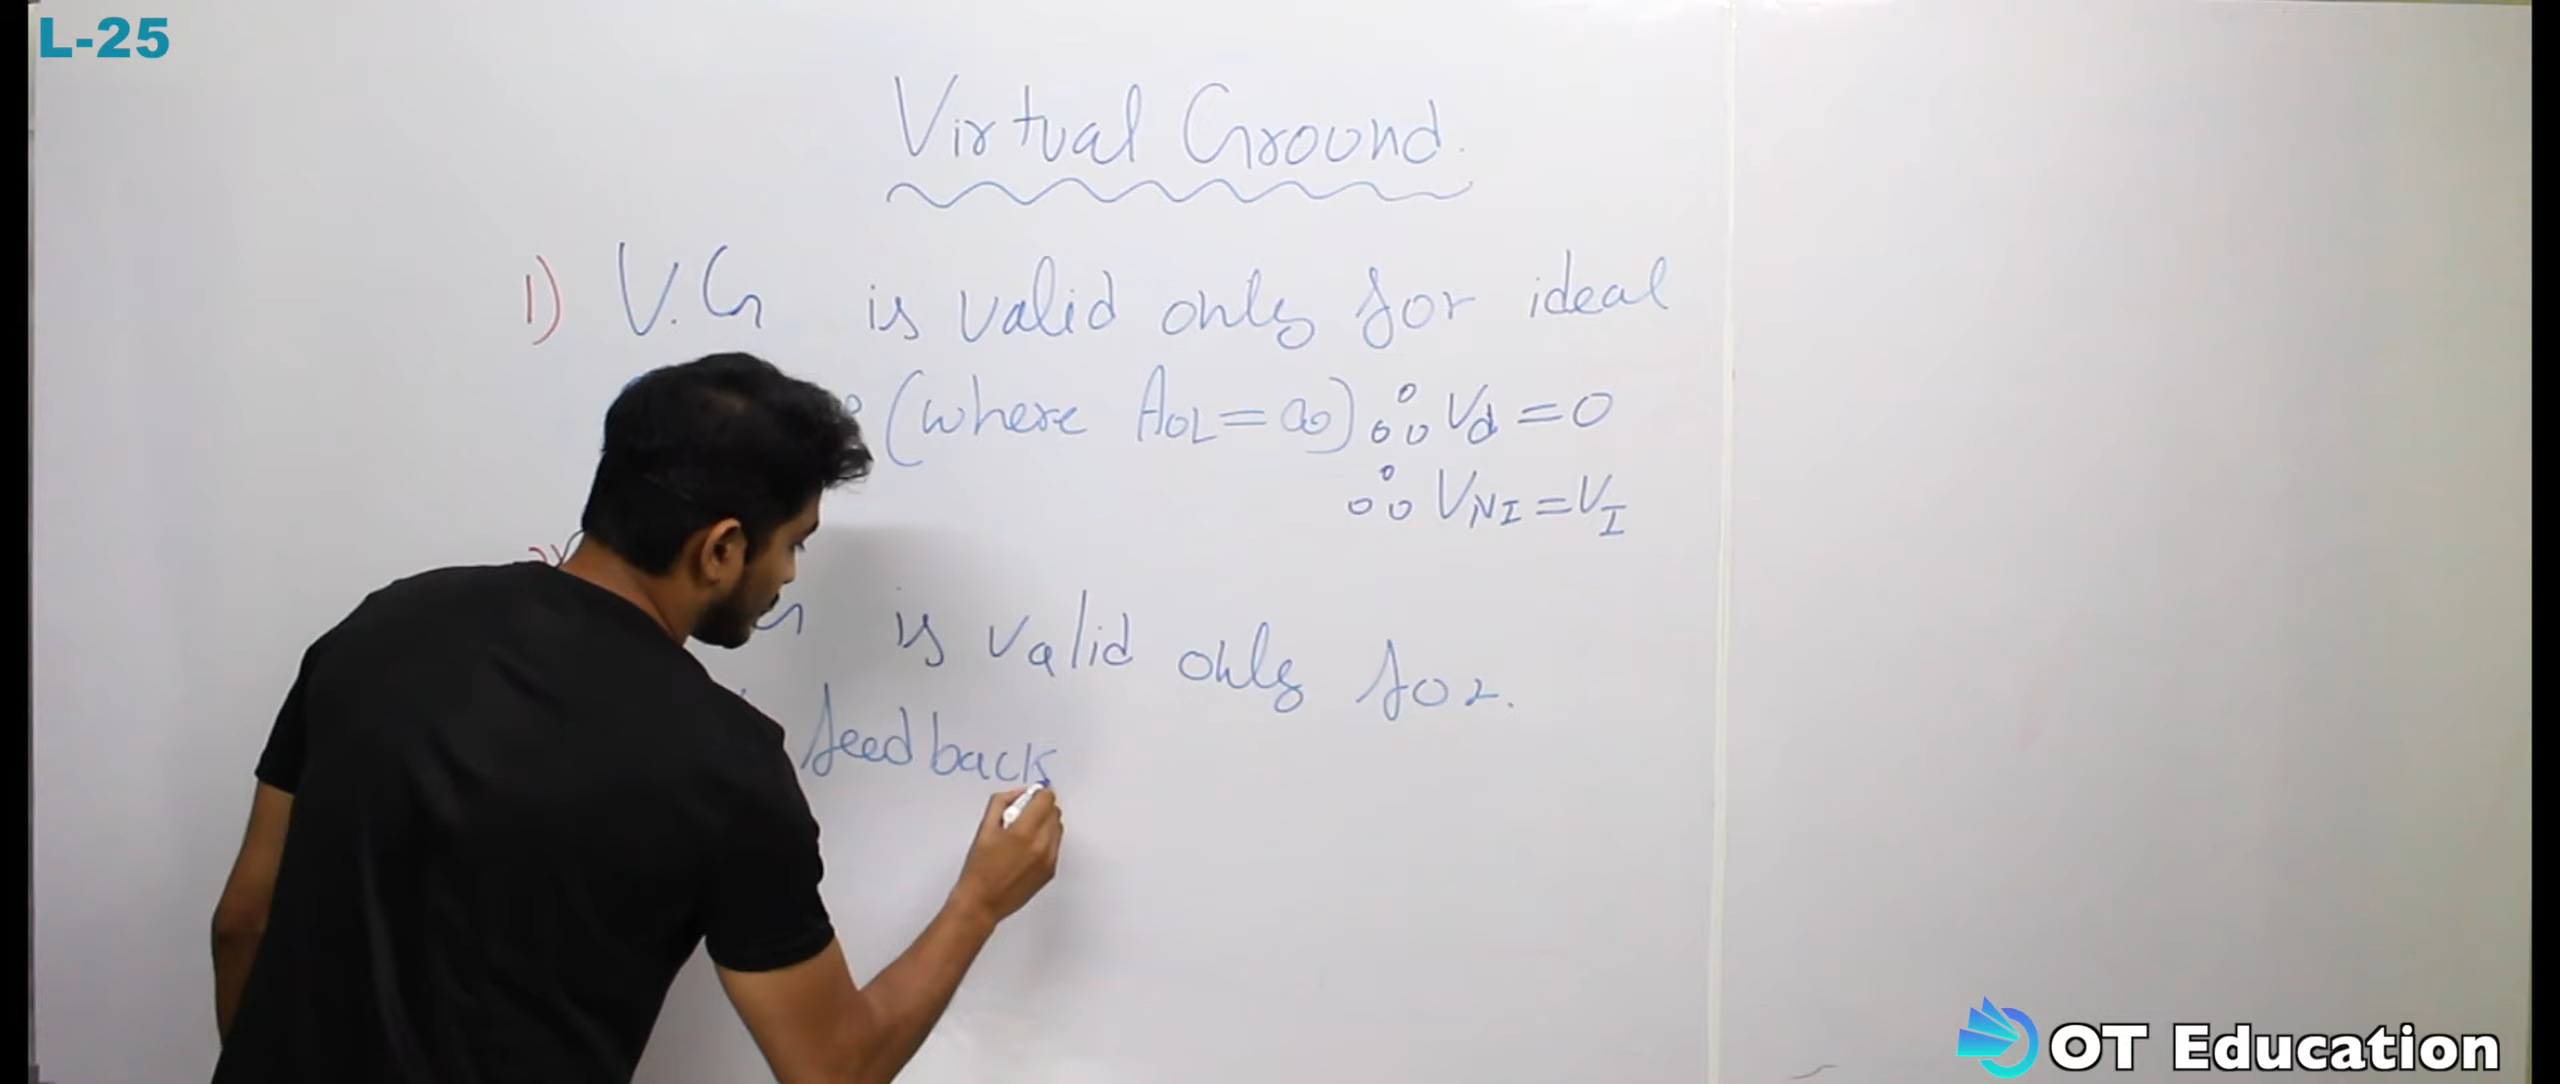 L-25
Virtual Ground.
1) V.G is valid only for ideal
(where AOL = ∞) ∴ Vd = 0
∴ VNI = VI
is valid only for.
feedback
OT Education